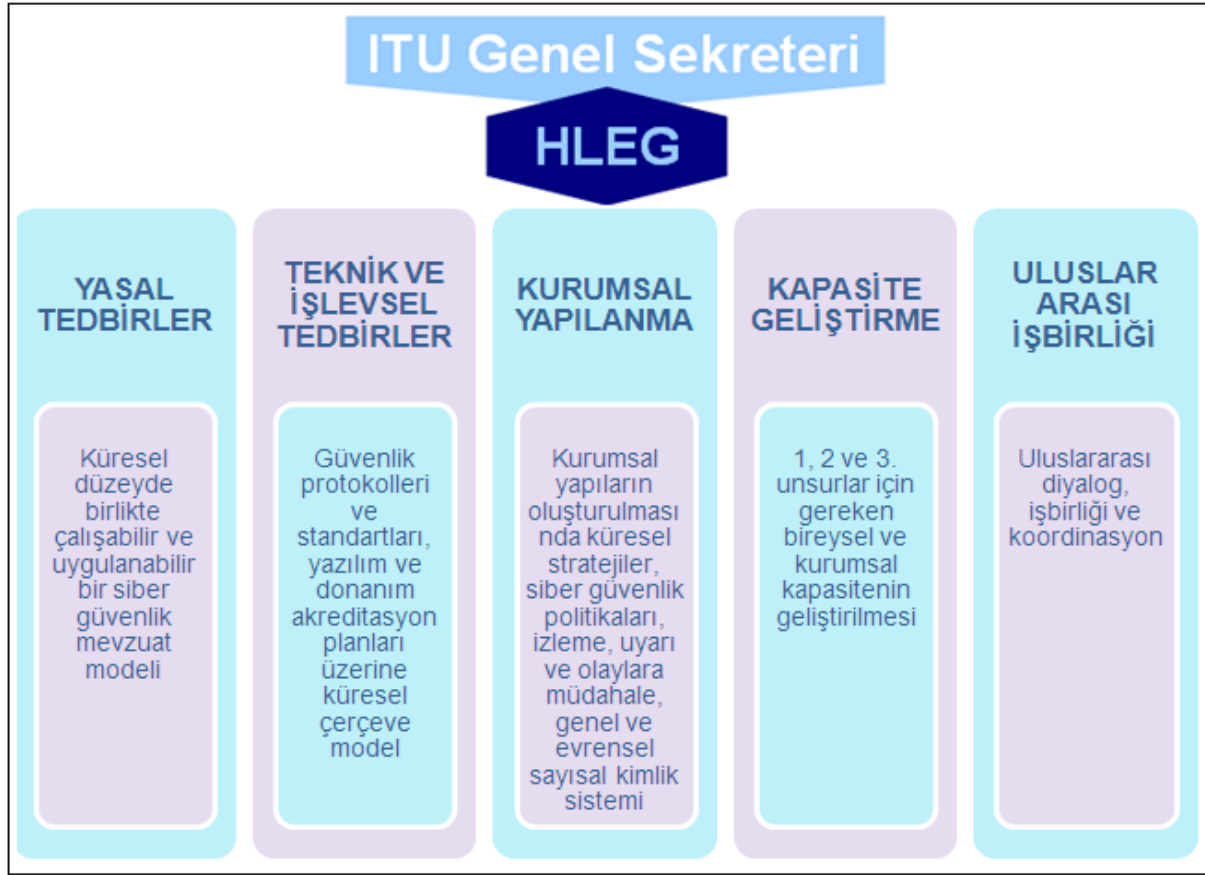 ITU Genel Sekreteri
HLEG
YASAL
TEDBİRLER
Küresel
düzeyde
birlikte
çalışabilir ve
uygulanabilir
bir siber
güvenlik
mevzuat
modeli
TEKNİK VE
İŞLEVSEL
TEDBİRLER
Güvenlik
protokolleri
ve
standartları,
yazılım ve
donanım
akreditasyon
planları
üzerine
küresel
çerçeve
model
KURUMSAL
YAPILANMA
Kurumsal
yapıların
oluşturulması
nda küresel
stratejiler,
siber güvenlik
politikaları,
izleme, uyarı
ve olaylara
müdahale,
genel ve
evrensel
sayısal kimlik
sistemi
KAPASİTE
GELİŞTİRME
1, 2 ve 3.
unsurlar için
gereken
bireysel ve
kurumsal
kapasitenin
geliştirilmesi
ULUSLAR
ARASI
İŞBİRLİĞİ
Uluslararası
diyalog,
işbirliği ve
koordinasyon